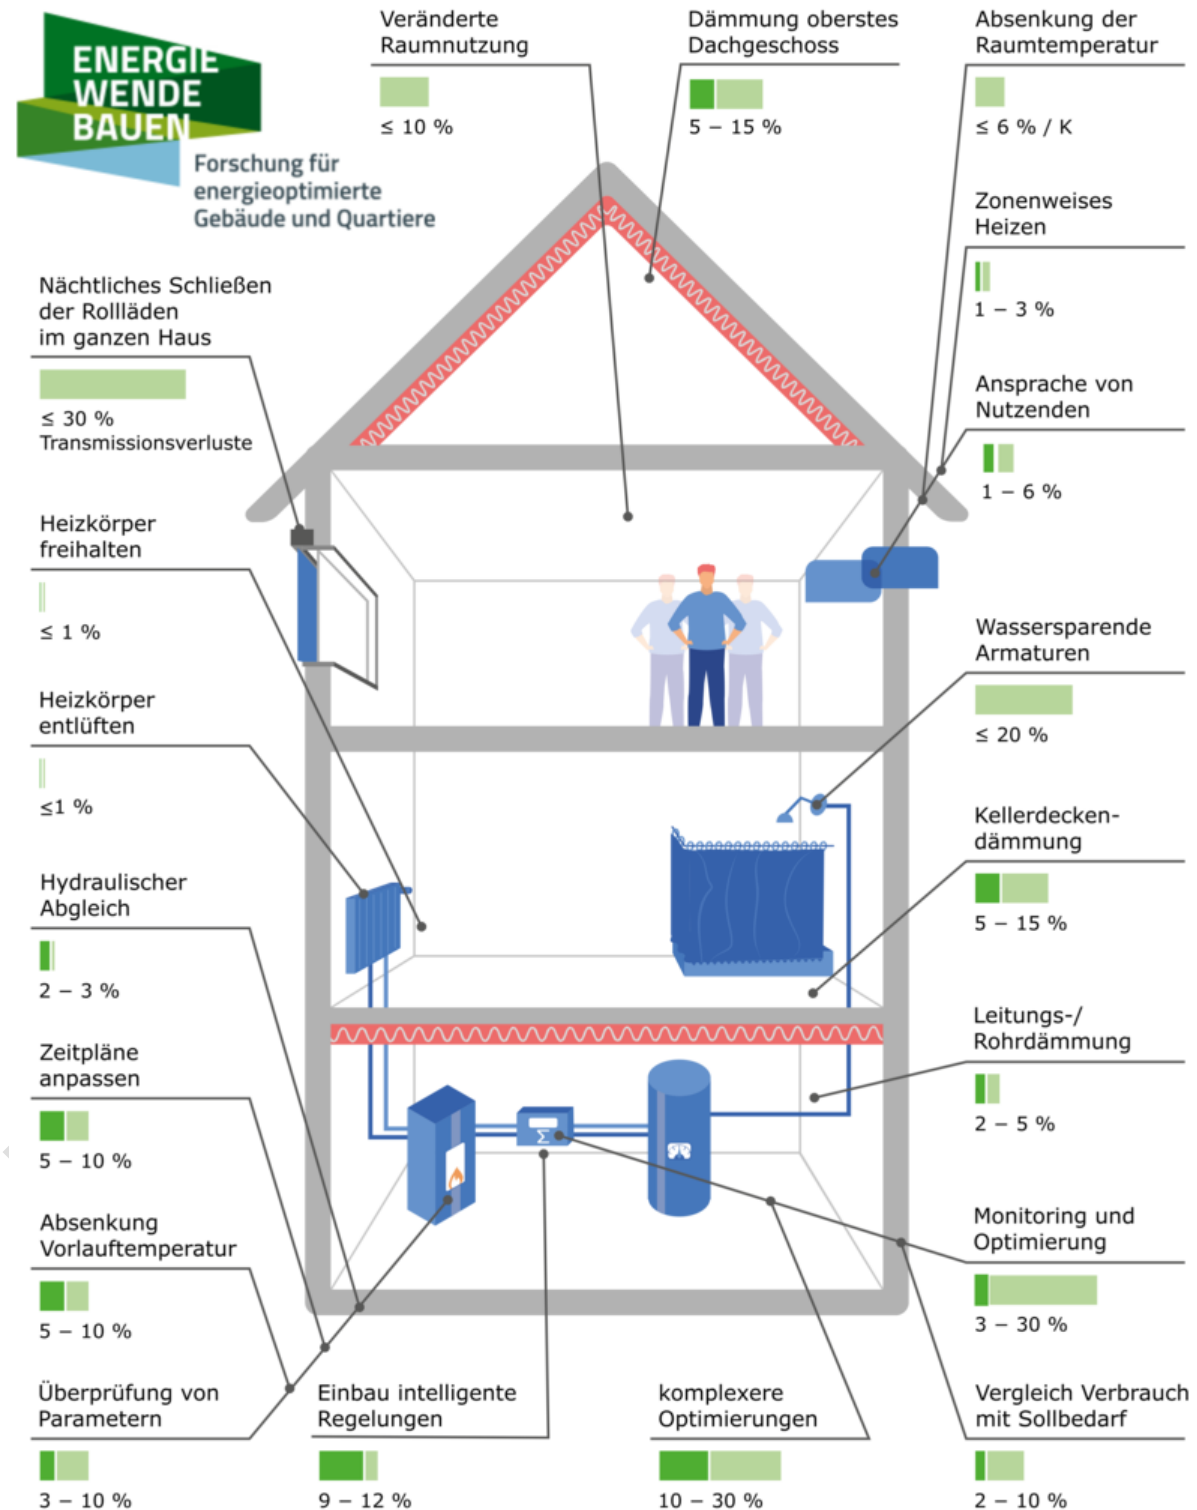 ENERGIE
WENDE
BAUEN
Forschung für
energieoptimierte
Gebäude und Quartiere
Veränderte
Raumnutzung
≤ 10 %
Dämmung oberstes
Dachgeschoss
5 – 15 %
Absenkung der
Raumtemperatur
≤ 6 % / K
Zonenweises
Heizen
1 – 3 %
Ansprache von
Nutzenden
1 – 6 %
Nächtliches Schließen
der Rollläden
im ganzen Haus
≤ 30 %
Transmissionsverluste
Heizkörper
freihalten
≤ 1 %
Heizkörper
entlüften
≤1 %
Hydraulischer
Abgleich
2 – 3 %
Zeitpläne
anpassen
5 – 10 %
Absenkung
Vorlauftemperatur
5 – 10 %
Überprüfung von
Parametern
3 – 10 %
Einbau intelligente
Regelungen
9 – 12 %
komplexere
Optimierungen
10 – 30 %
Wassersparende
Armaturen
≤ 20 %
Kellerdecken-
dämmung
5 – 15 %
Leitungs-/
Rohrdämmung
2 – 5 %
Monitoring und
Optimierung
3 – 30 %
Vergleich Verbrauch
mit Sollbedarf
2 – 10 %
Σ